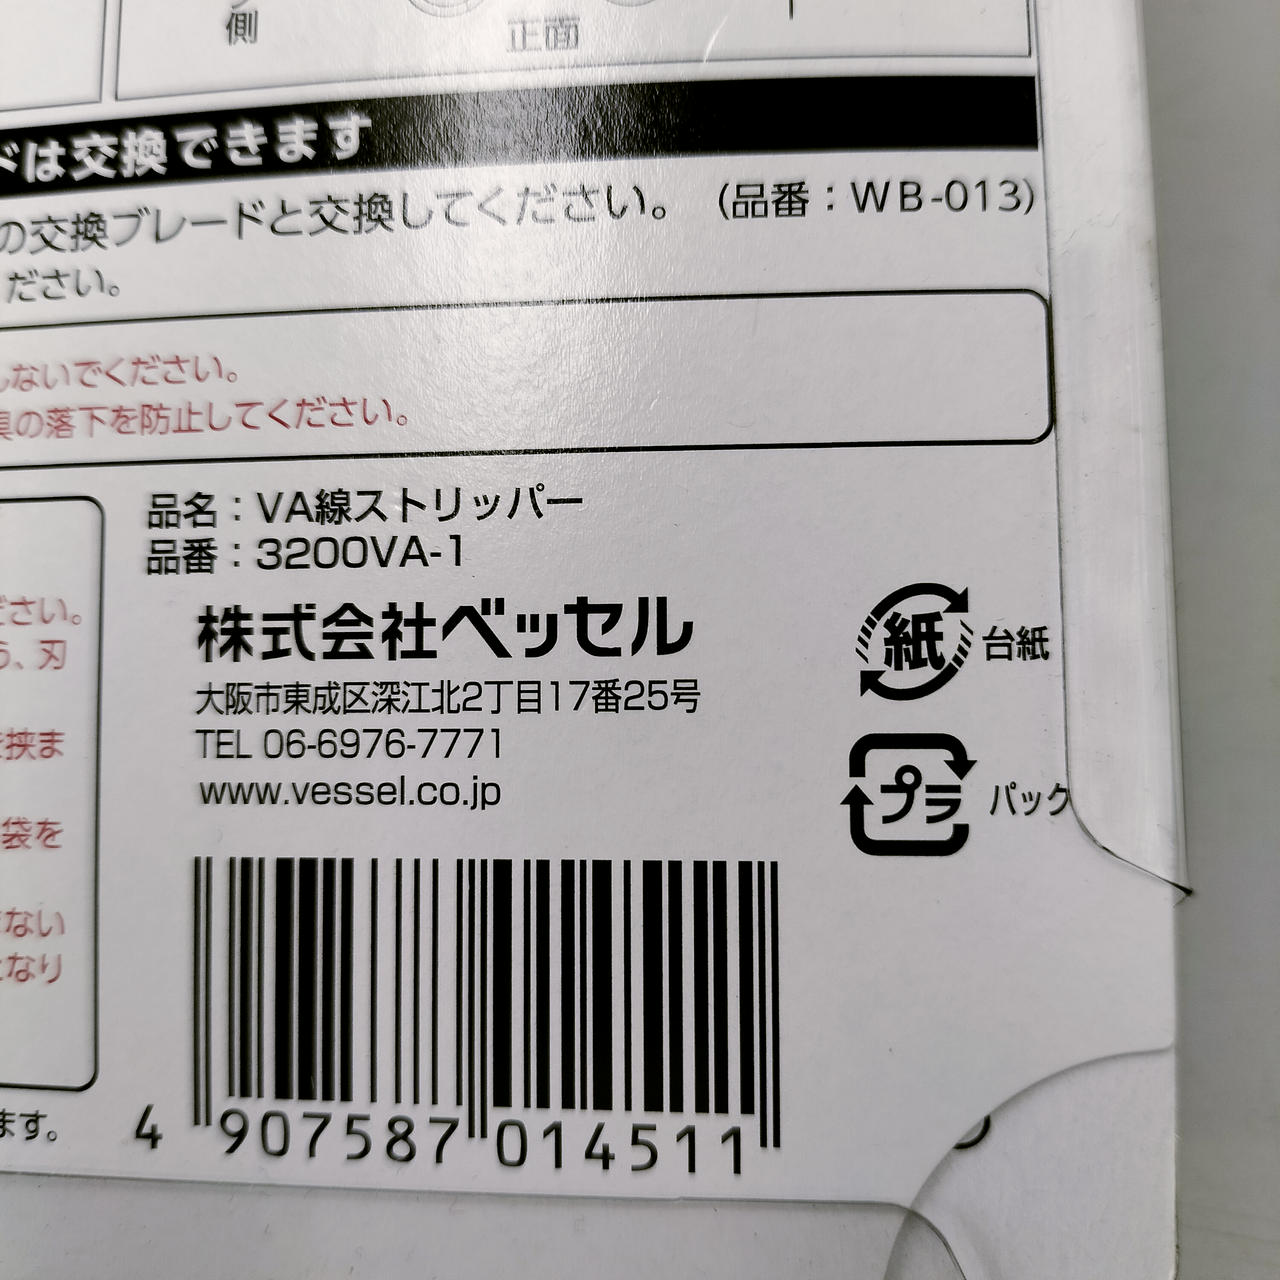 側
正面
ドは交換できます
の交換ブレードと交換してください。 (品番：WB-013)
ださい。
しないでください。
具の落下を防止してください。
品名：VA線ストリッパー
品番：3200VA-1
株式会社ベッセル
大阪市東成区深江北2丁目17番25号
TEL 06-6976-7771
www.vessel.co.jp
紙 台紙
プラ パック
ださい。
う、刃
挟ま
袋を
ない
なり
ます。
4 907587 014511